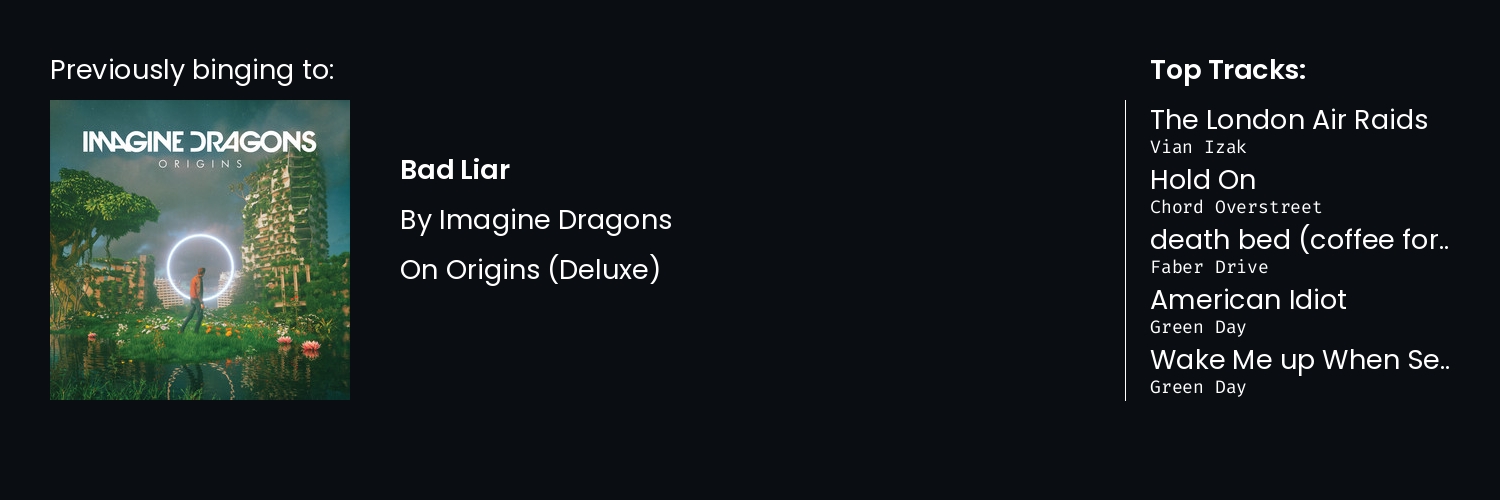 Previously binging to:
IMAGINE DRAGONS
ORIGINS
Bad Liar
By Imagine Dragons
On Origins (Deluxe)
Top Tracks:
The London Air Raids
Vian Izak
Hold On
Chord Overstreet
death bed (coffee for..
Faber Drive
American Idiot
Green Day
Wake Me up When Se..
Green Day